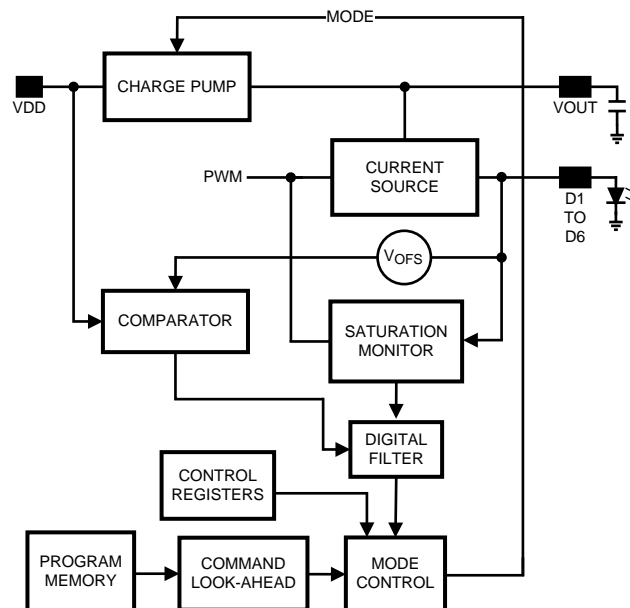 MODE
CHARGE PUMP
VDD
VOUT
PWM
CURRENT
SOURCE
D1
TO
D6
VOFS
COMPARATOR
SATURATION
MONITOR
DIGITAL
FILTER
CONTROL
REGISTERS
PROGRAM
MEMORY
COMMAND
LOOK-AHEAD
MODE
CONTROL